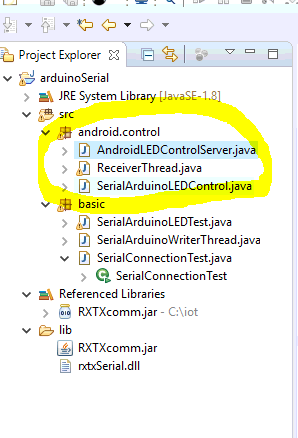 Project Explorer
arduinoSerial
JRE System Library [JavaSE-1.8]
src
android.control
AndroidLEDControlServer.java
ReceiverThread.java
SerialArduinoLEDControl.java
basic
SerialArduinoLEDTest.java
SerialArduinoWriterThread.java
SerialConnectionTest.java
SerialConnectionTest
Referenced Libraries
RXTXcomm.jar - C:\iot
lib
RXTXcomm.jar
rxtxSerial.dll